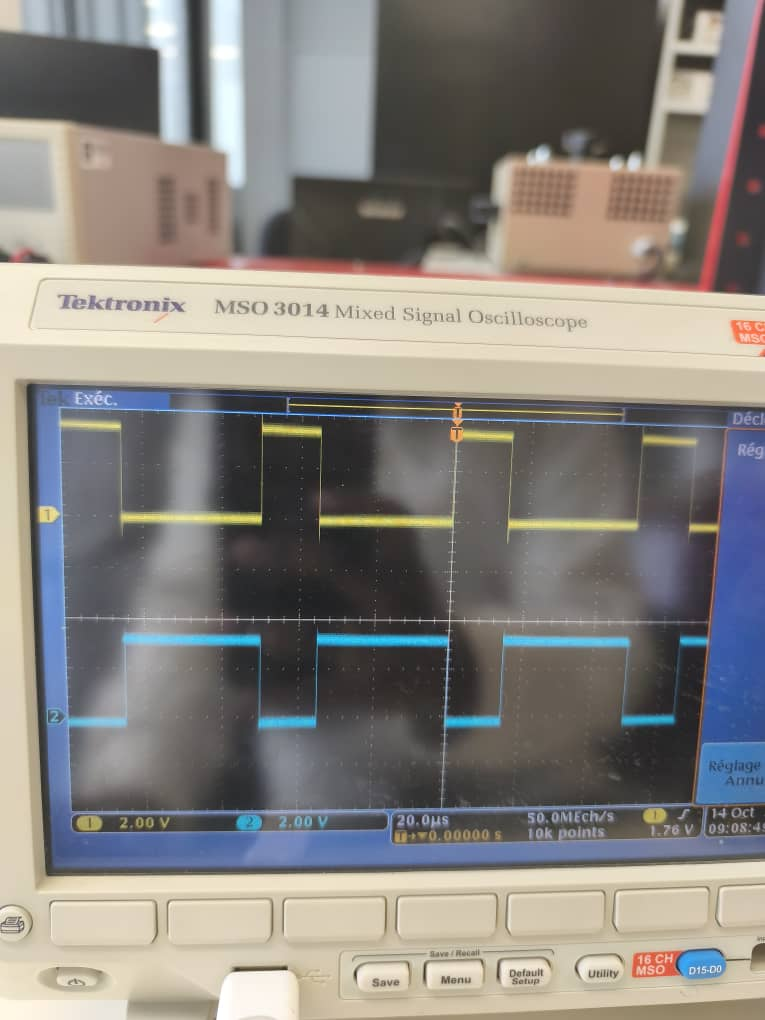 Tektronix MSO 3014 Mixed Signal Oscilloscope
16 C
MSO
Tek Exéc.
T
Décl
T
Rég
1
2
Réglage
Annu
1 2.00 V 2 2.00 V
20.0µs 50.0MEch/s 1
T→▼0.00000 s 10k points 1.76 V
14 Oct
09:08:4
Save / Recall
Save
Menu
Default
Setup
Utility
16 CH
MSO
D15-D0